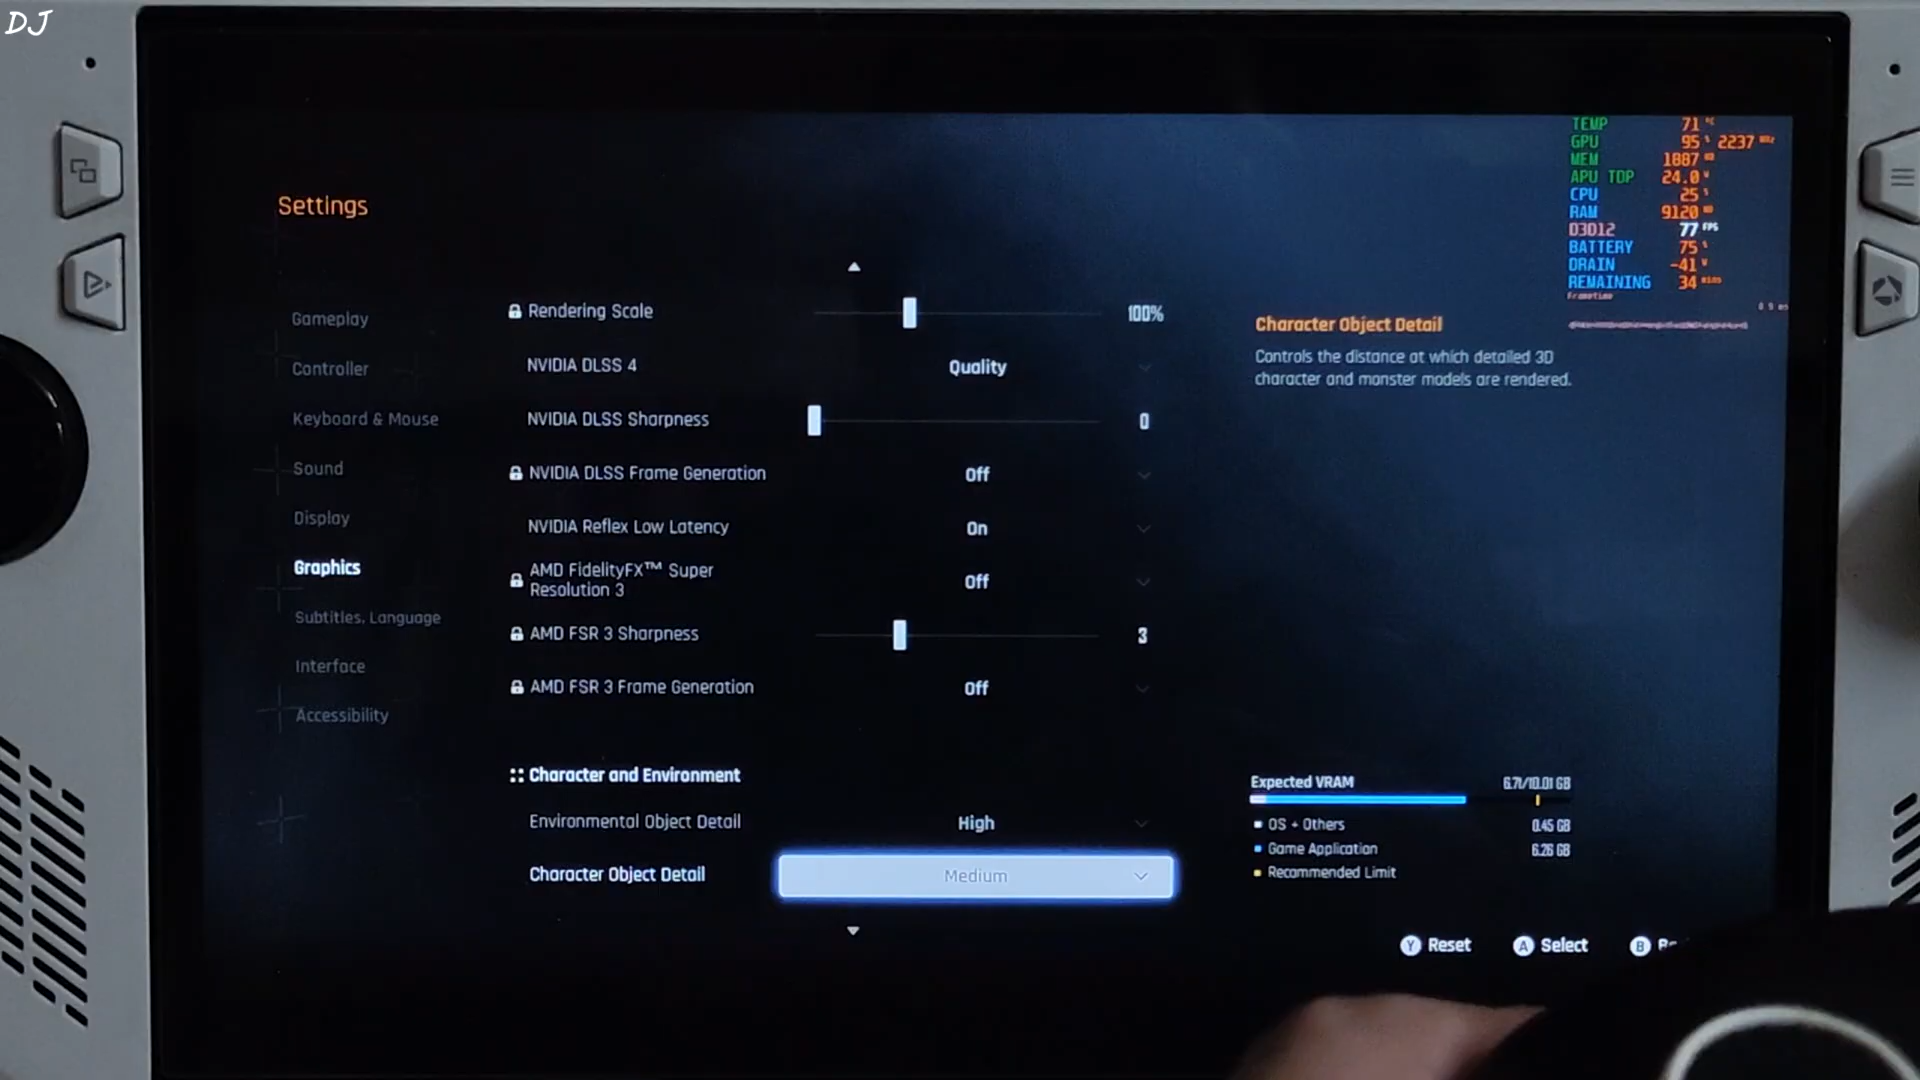 DJ
TEMP 71 °C
GPU 95 % 2237 MHz
MEM 1887 MB
APU TDP 24.0 W
CPU 25 %
RAM 9120 MB
D3D12 77 FPS
BATTERY 75 %
DRAIN -41 W
REMAINING 34 mins
Frametime
Settings
Gameplay
Controller
Keyboard & Mouse
Sound
Display
Graphics
Subtitles, Language
Interface
Accessibility
Rendering Scale 100%
NVIDIA DLSS 4 Quality
NVIDIA DLSS Sharpness 0
NVIDIA DLSS Frame Generation Off
NVIDIA Reflex Low Latency On
AMD FidelityFX™ Super
Resolution 3 Off
AMD FSR 3 Sharpness 3
AMD FSR 3 Frame Generation Off
Character and Environment
Environmental Object Detail High
Character Object Detail Medium
Character Object Detail
Controls the distance at which detailed 3D
character and monster models are rendered.
Expected VRAM 6.71/10.01 GB
OS + Others 0.45 GB
Game Application 6.26 GB
Recommended Limit
Y Reset A Select B